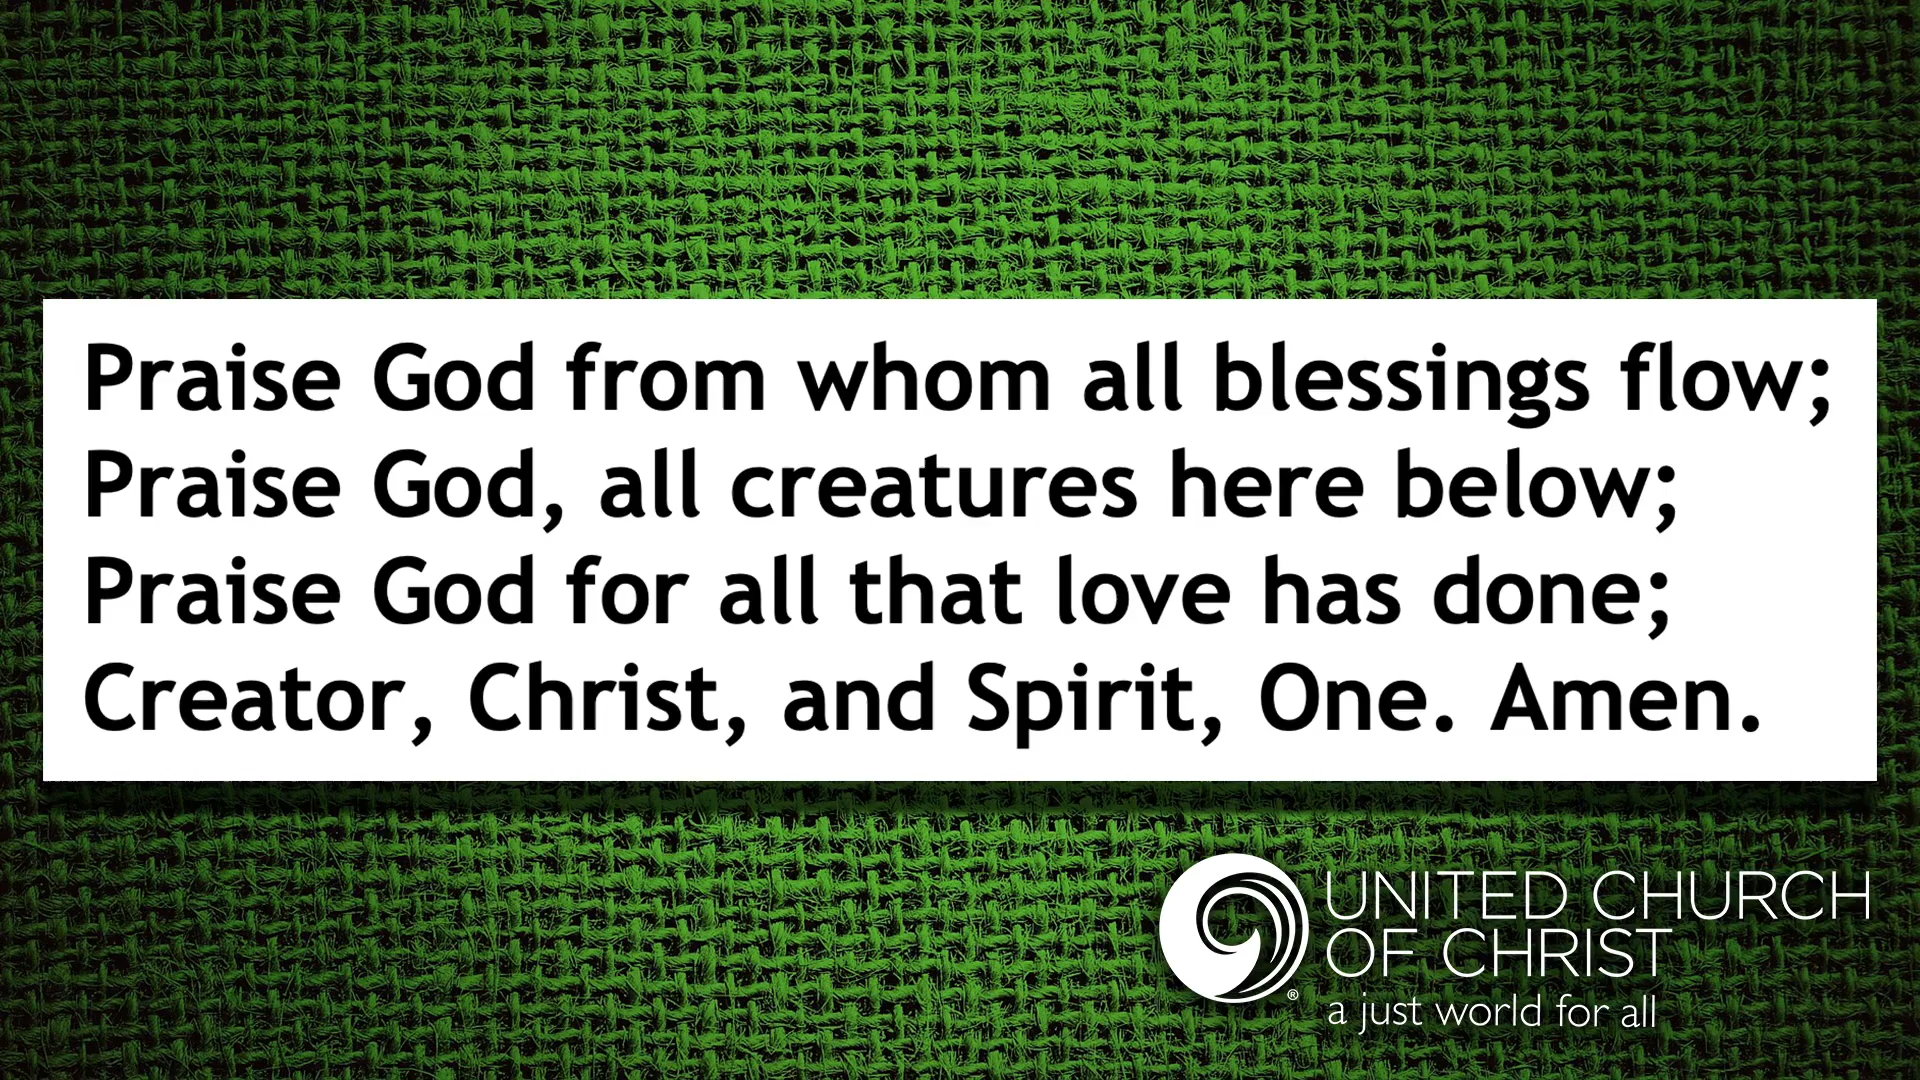 Praise God from whom all blessings flow;
Praise God, all creatures here below;
Praise God for all that love has done;
Creator, Christ, and Spirit, One. Amen.
UNITED CHURCH
OF CHRIST
®
a just world for all